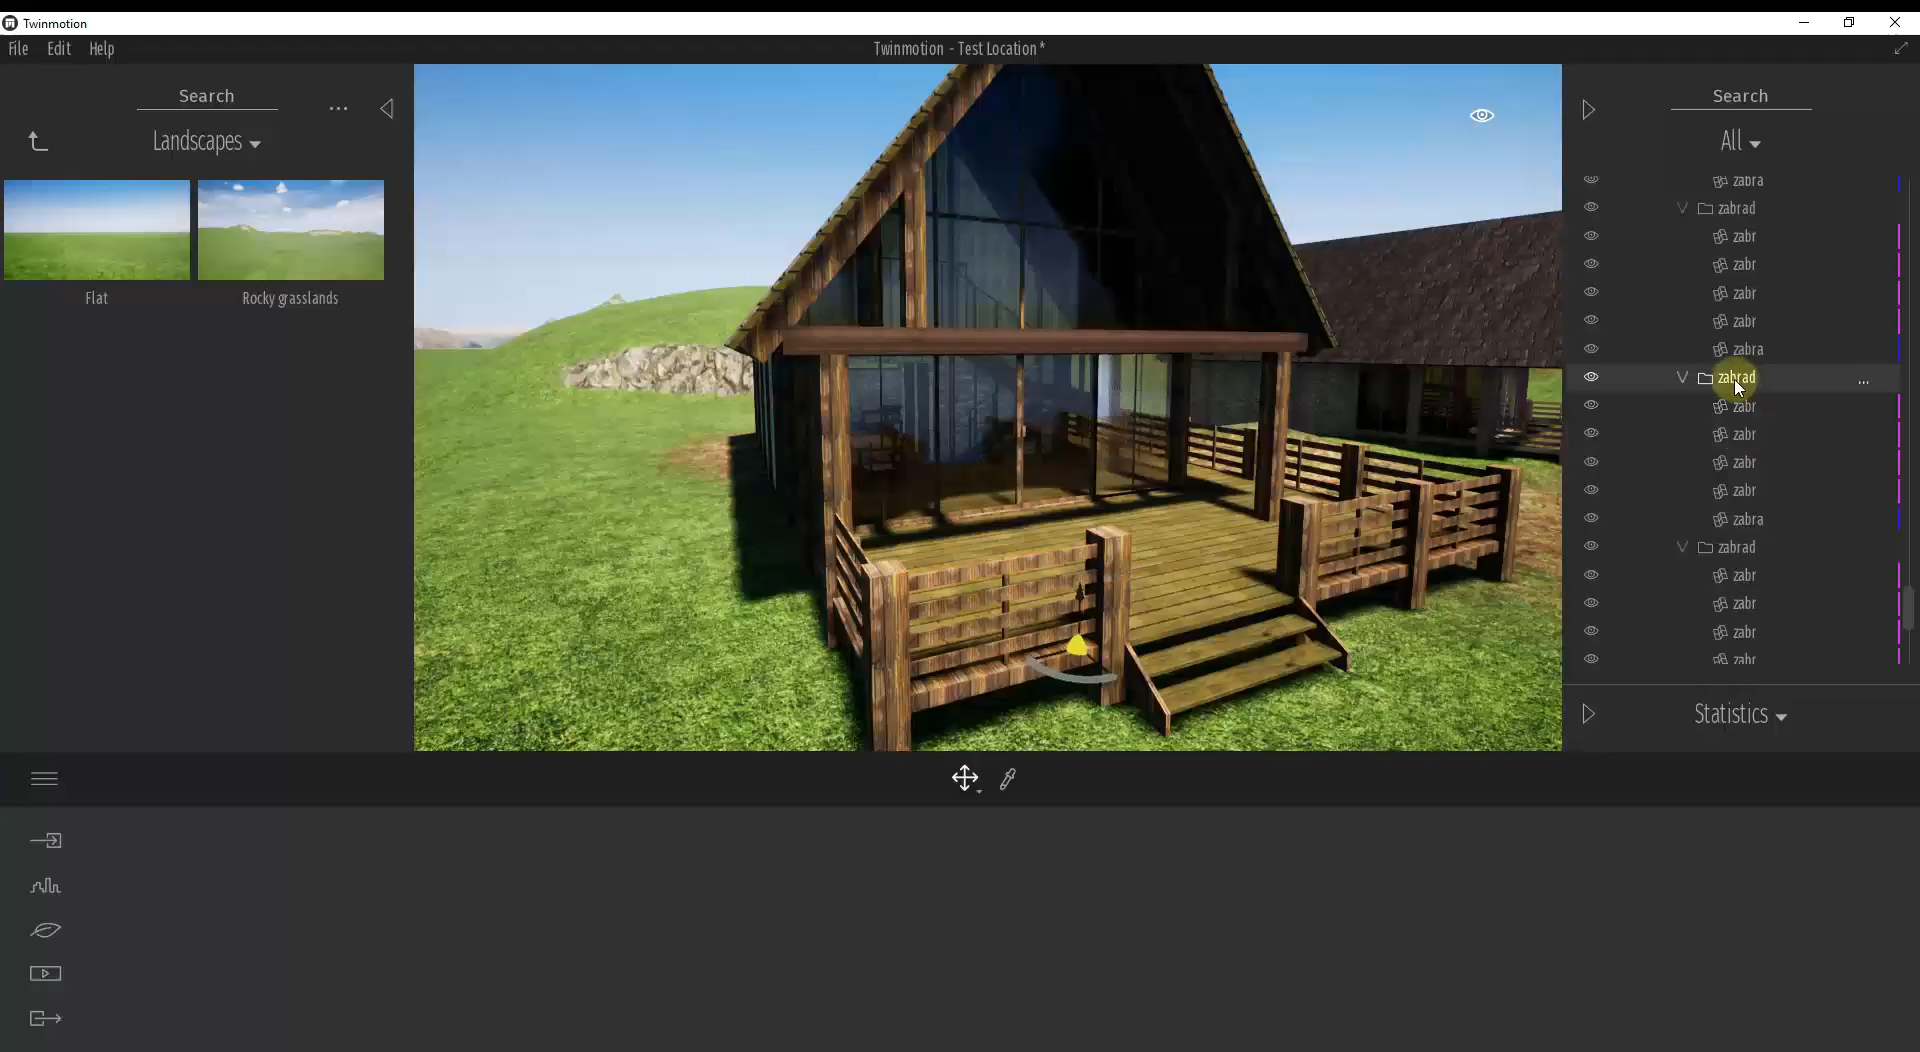 Twinmotion
File Edit Help
Twinmotion - Test Location*
Search
...
Landscapes
Flat
Rocky grasslands
Search
All
zabra
zabrad
zabr
zabr
zabr
zabr
zabra
zabrad
...
zabr
zabr
zabr
zabr
zabra
zabrad
zabr
zabr
zabr
zabr
Statistics